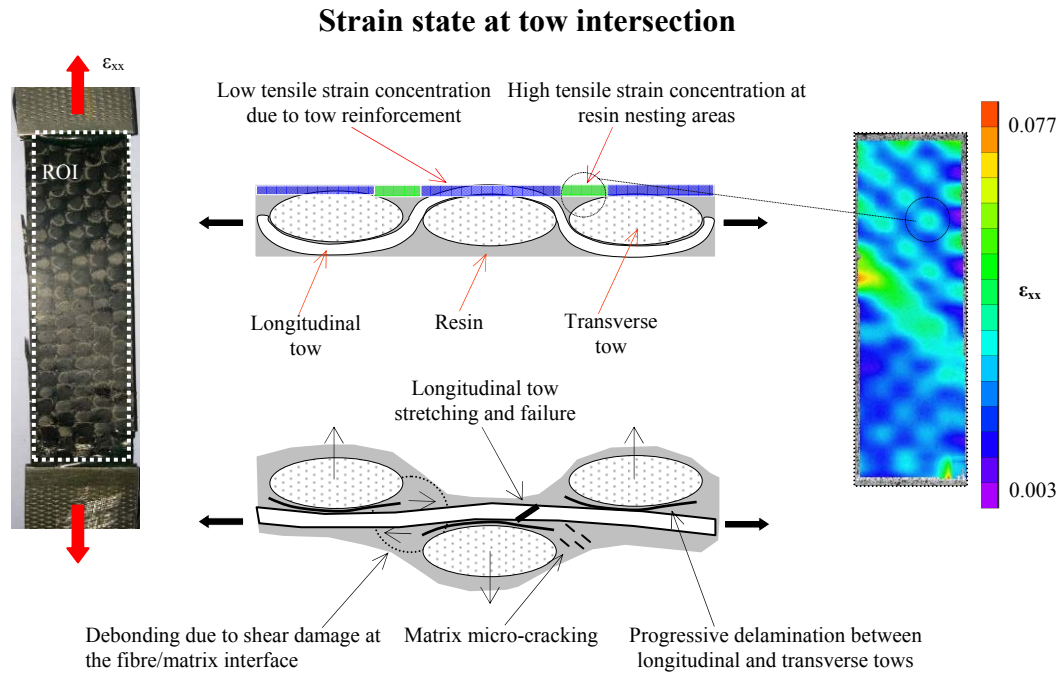 Strain state at tow intersection
εxx
ROI
Low tensile strain concentration
due to tow reinforcement
High tensile strain concentration at
resin nesting areas
Longitudinal
tow
Resin
Transverse
tow
0.077
εxx
0.003
Longitudinal tow
stretching and failure
Debonding due to shear damage at
the fibre/matrix interface
Matrix micro-cracking
Progressive delamination between
longitudinal and transverse tows